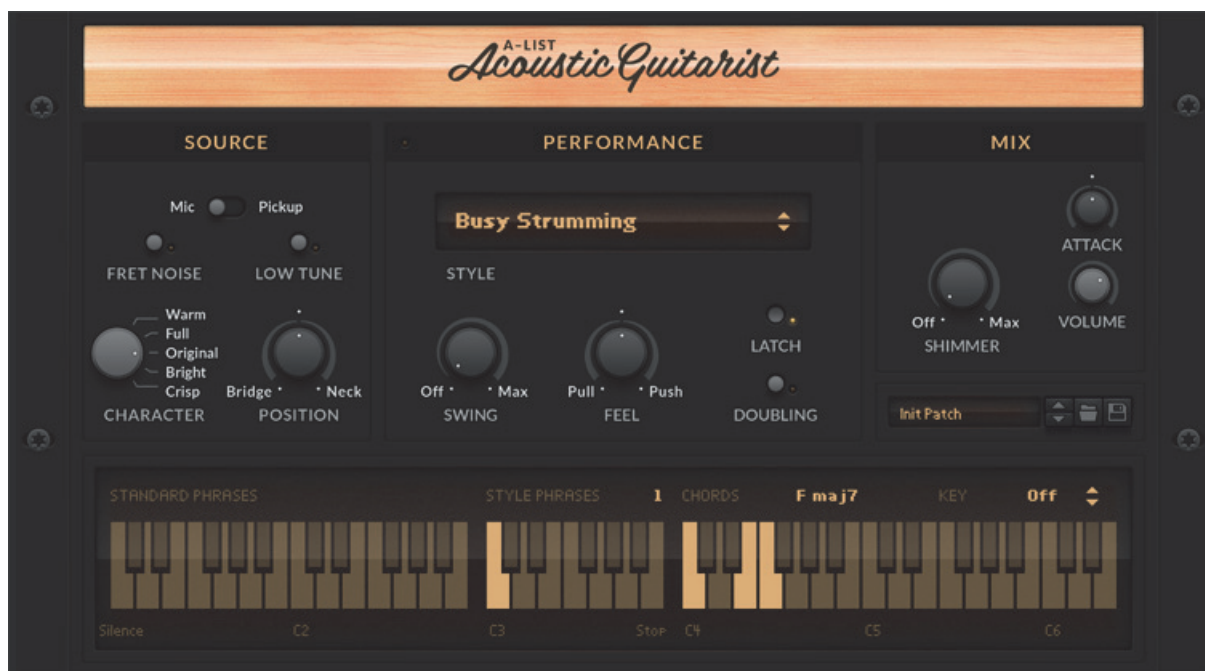 A-LIST
Acoustic Guitarist
SOURCE
Mic Pickup
FRET NOISE LOW TUNE
Warm
Full
Original
Bright
Crisp
CHARACTER
Bridge Neck
POSITION
PERFORMANCE
Busy Strumming
STYLE
Off Max
SWING
Pull Push
FEEL
LATCH
DOUBLING
MIX
ATTACK
VOLUME
Off Max
SHIMMER
Init Patch
STANDARD PHRASES STYLE PHRASES 1 CHORDS F maj7 KEY Off
Silence C2 C3 Stop C4 C5 C6